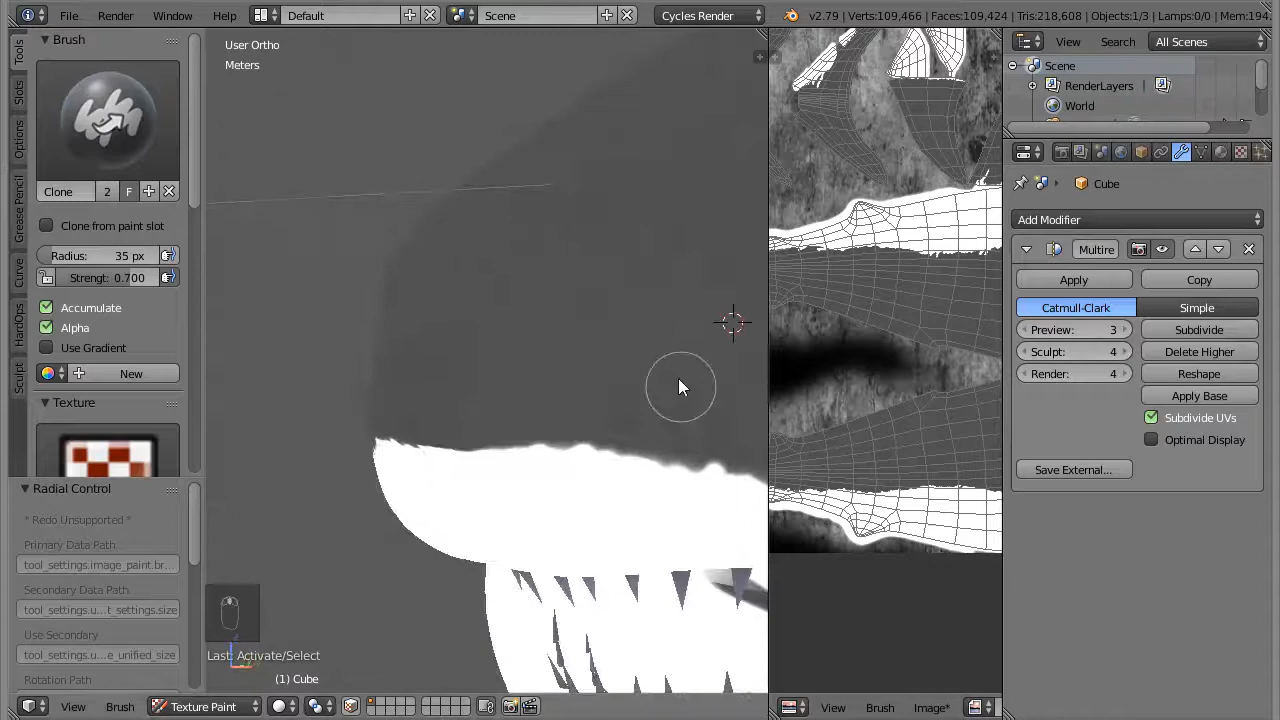 File
Render
Window
Help
Default
Scene
Cycles Render
v2.79 | Verts:109,466 | Faces:109,424 | Tris:218,608 | Objects:1/3 | Lamps:0/0 | Mem:194.
Brush
User Ortho
Meters
View
Search
All Scenes
Scene
RenderLayers
World
Tools
Slots
Options
Grease Pencil
Curve
HardOps
Sculpt
Clone
2
F
Clone from paint slot
Radius: 35 px
Strengt: 0.700
Accumulate
Alpha
Use Gradient
New
Texture
Cube
Add Modifier
Multire
Apply
Copy
Catmull-Clark
Simple
Preview: 3
Subdivide
Sculpt: 4
Delete Higher
Render: 4
Reshape
Apply Base
Subdivide UVs
Optimal Display
Save External...
Radial Control
* Redo Unsupported *
Primary Data Path
tool_settings.image_paint.br...
Secondary Data Path
tool_settings.u...t_settings.size
Use Secondary
tool_settings.u...e_unified_size
Rotation Path
Last: Activate/Select
(1) Cube
View
Brush
Texture Paint
View
Brush
Image*